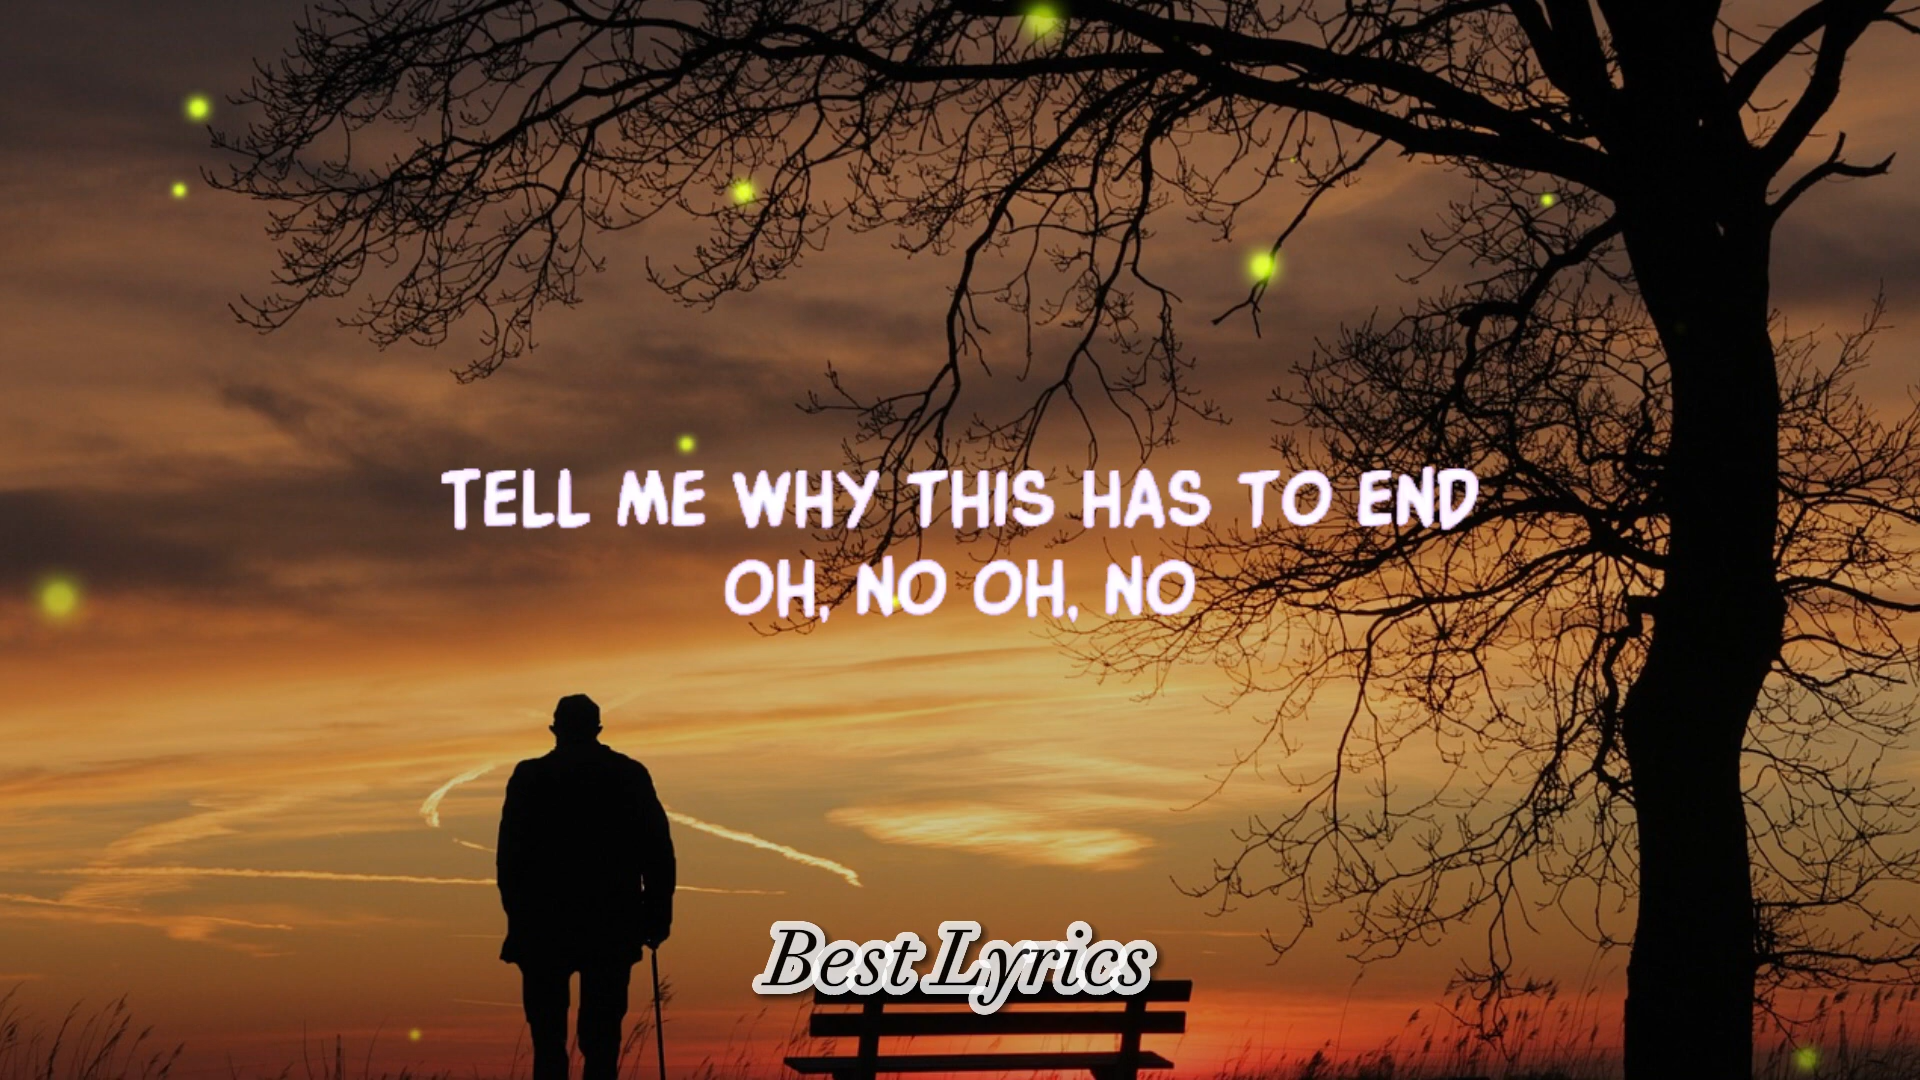 TELL ME WHY THIS HAS TO END
OH, NO OH, NO
Best Lyrics